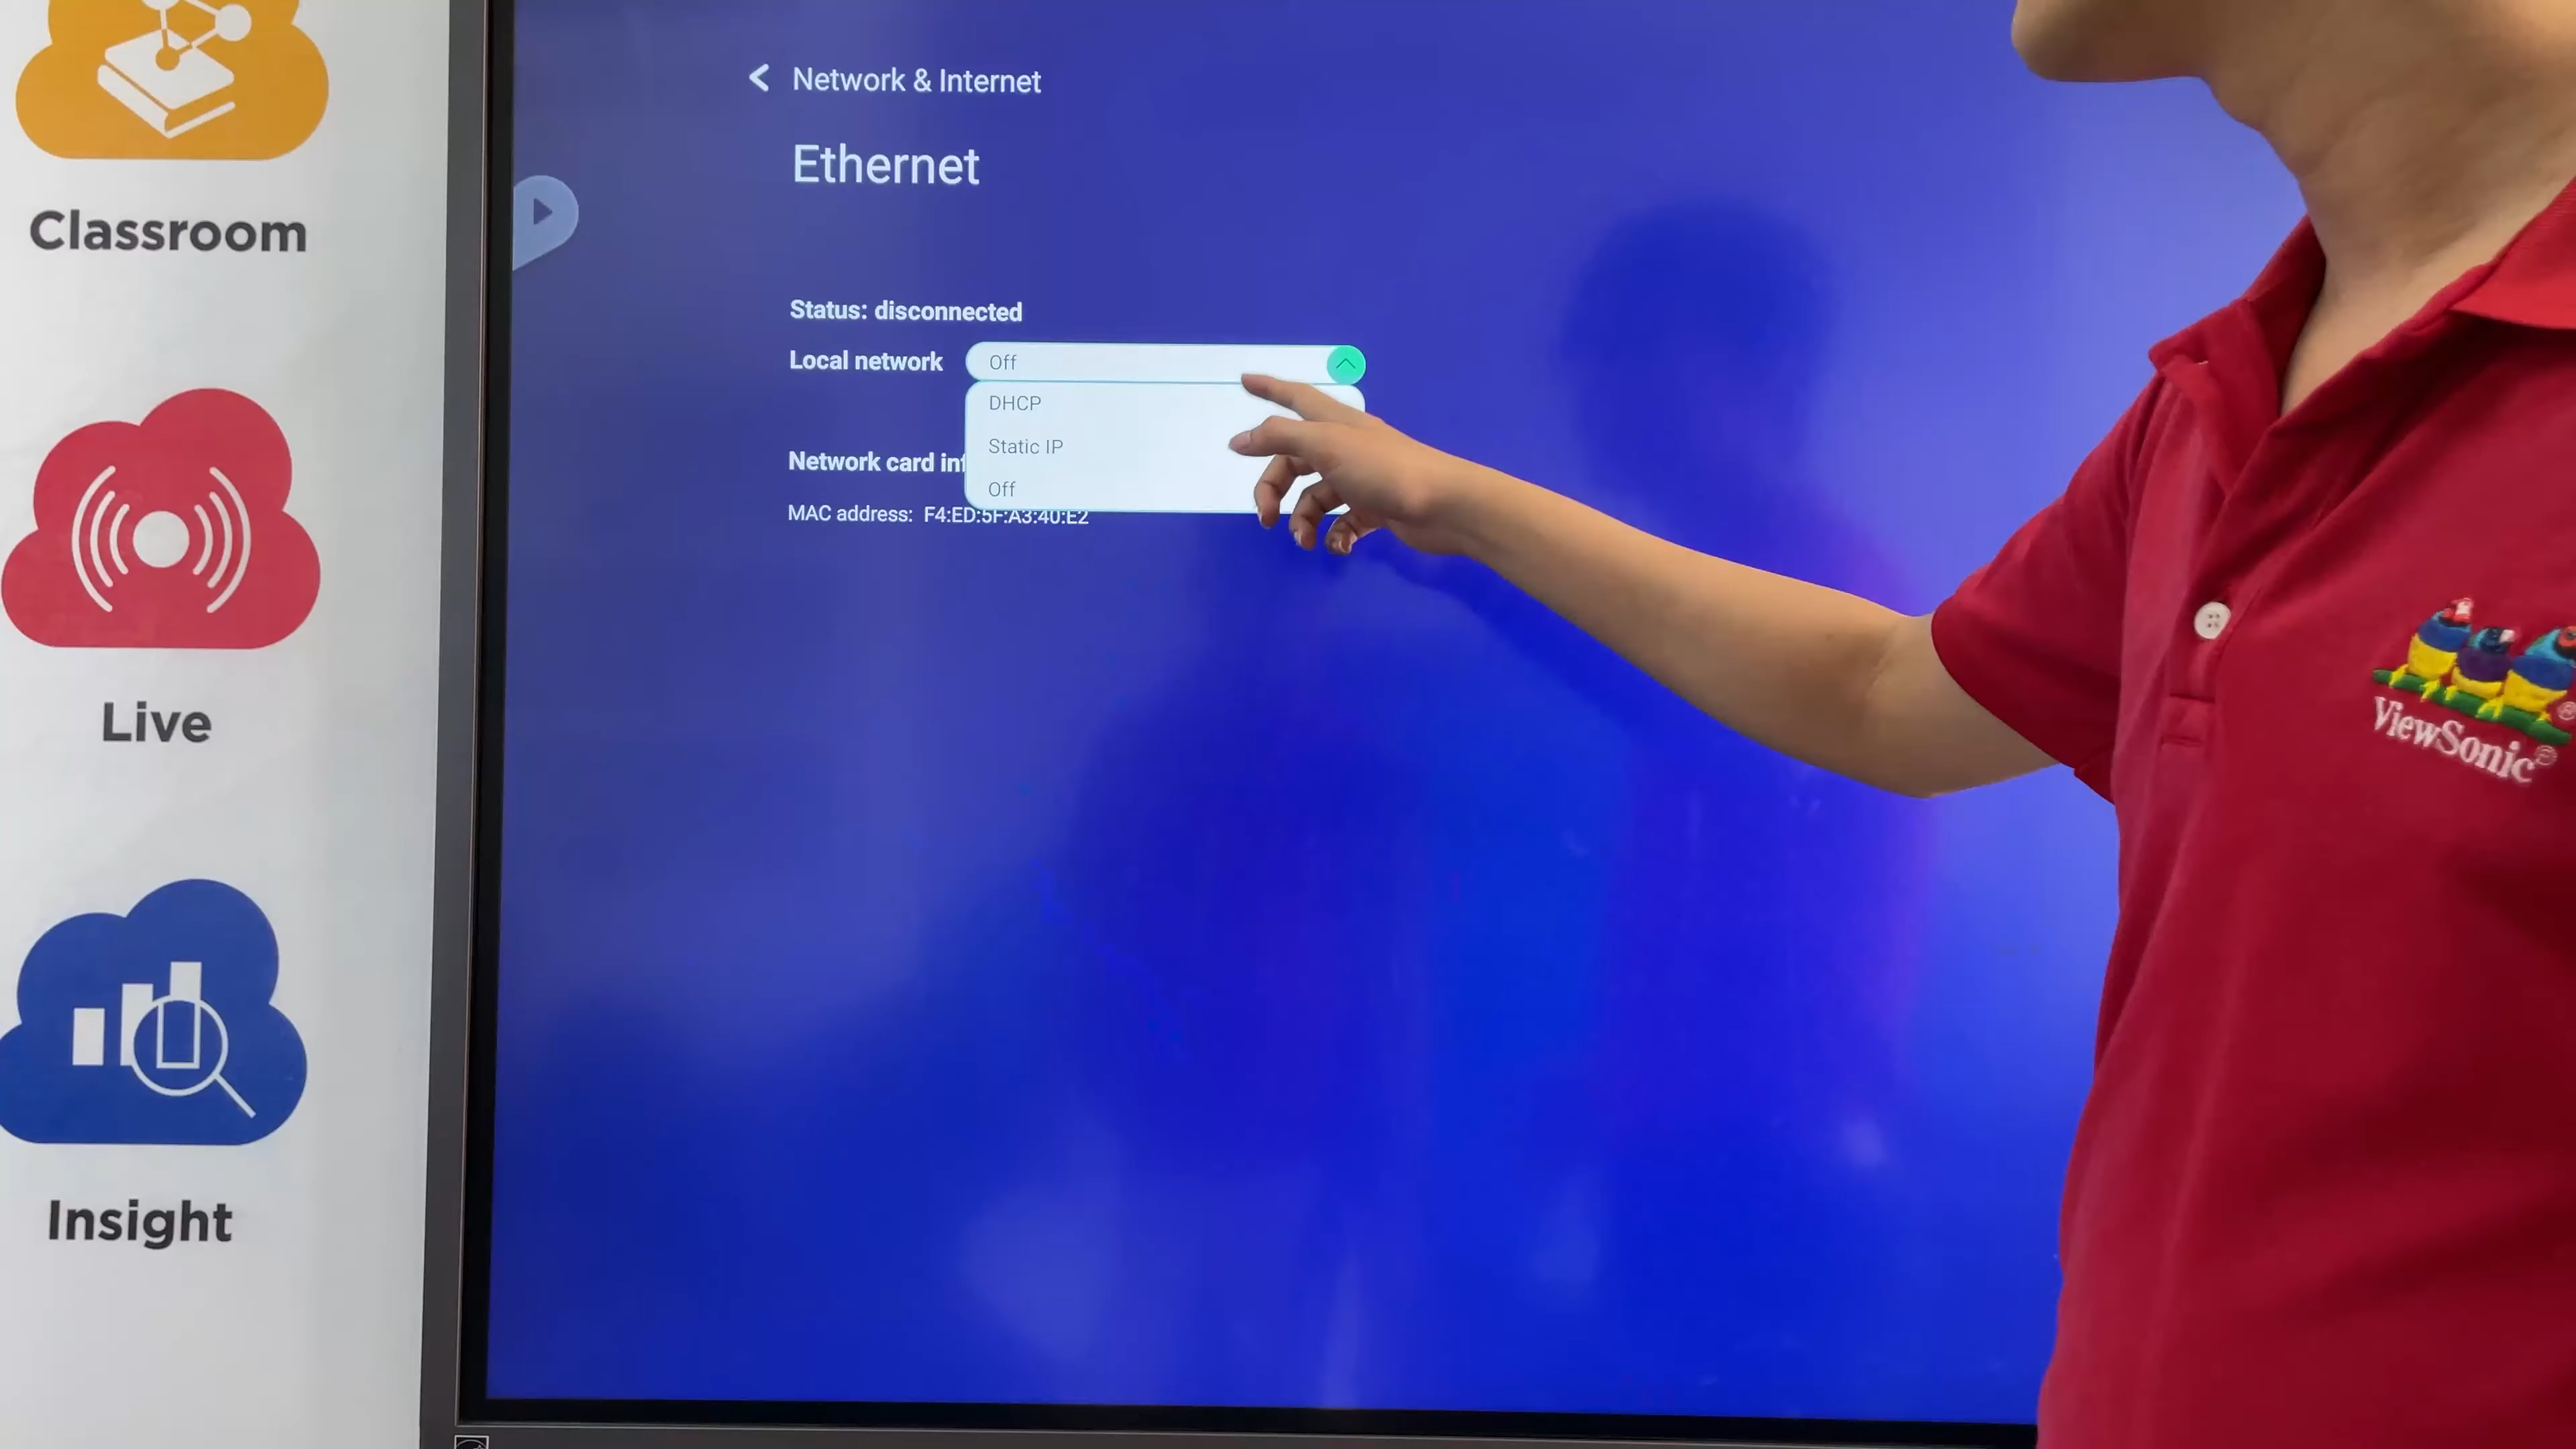 Classroom
Live
Insight
Network & Internet
Ethernet
Status: disconnected
Local network Off
DHCP
Static IP
Off
Network card
MAC address: F4:ED:5F:A3:40:E2
ViewSonic®